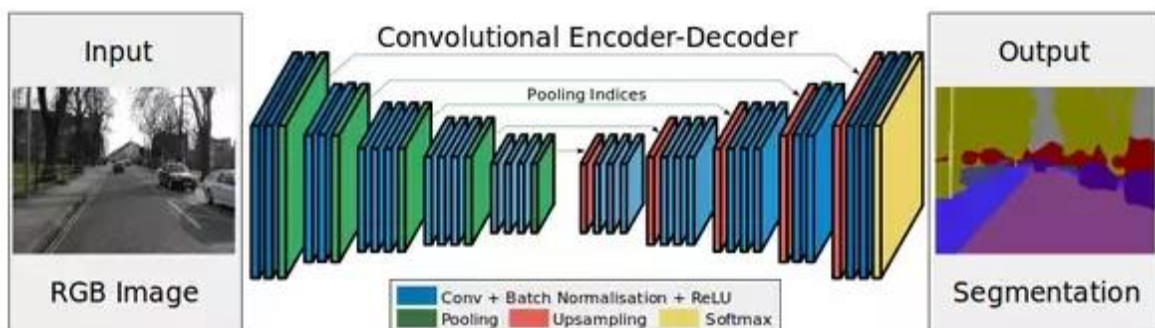 Input
Convolutional Encoder-Decoder
Output
Pooling Indices
RGB Image
Segmentation
Conv + Batch Normalisation + ReLU
Pooling Upsampling Softmax